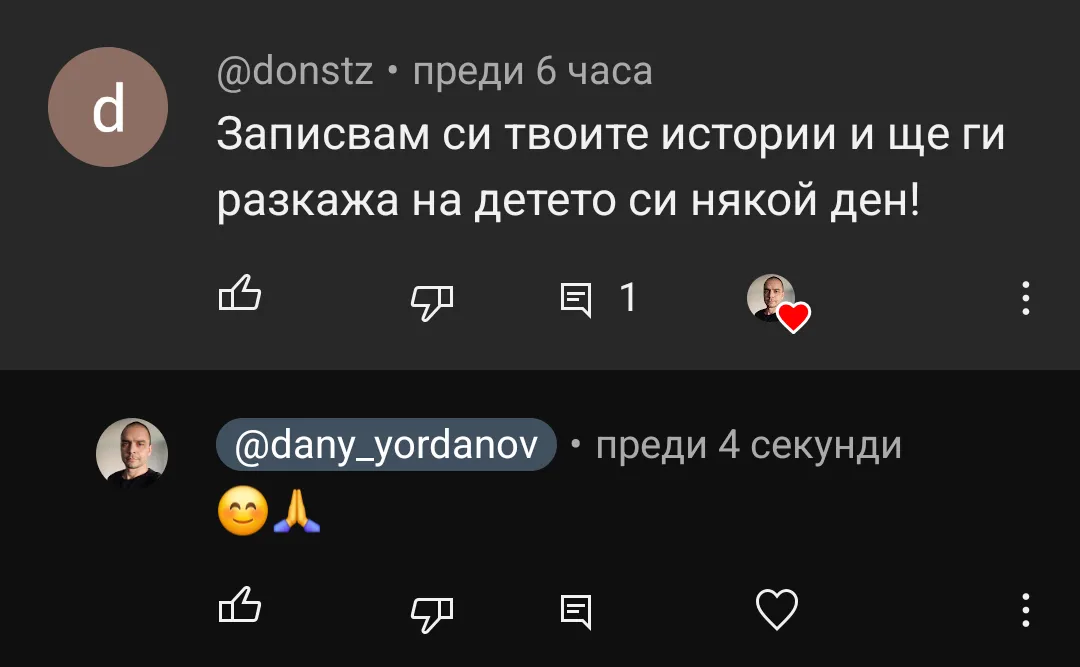 d
@donstz • преди 6 часа
Записвам си твоите истории и ще ги
разкажа на детето си някой ден!
1
@dany_yordanov • преди 4 секунди
😊🙏